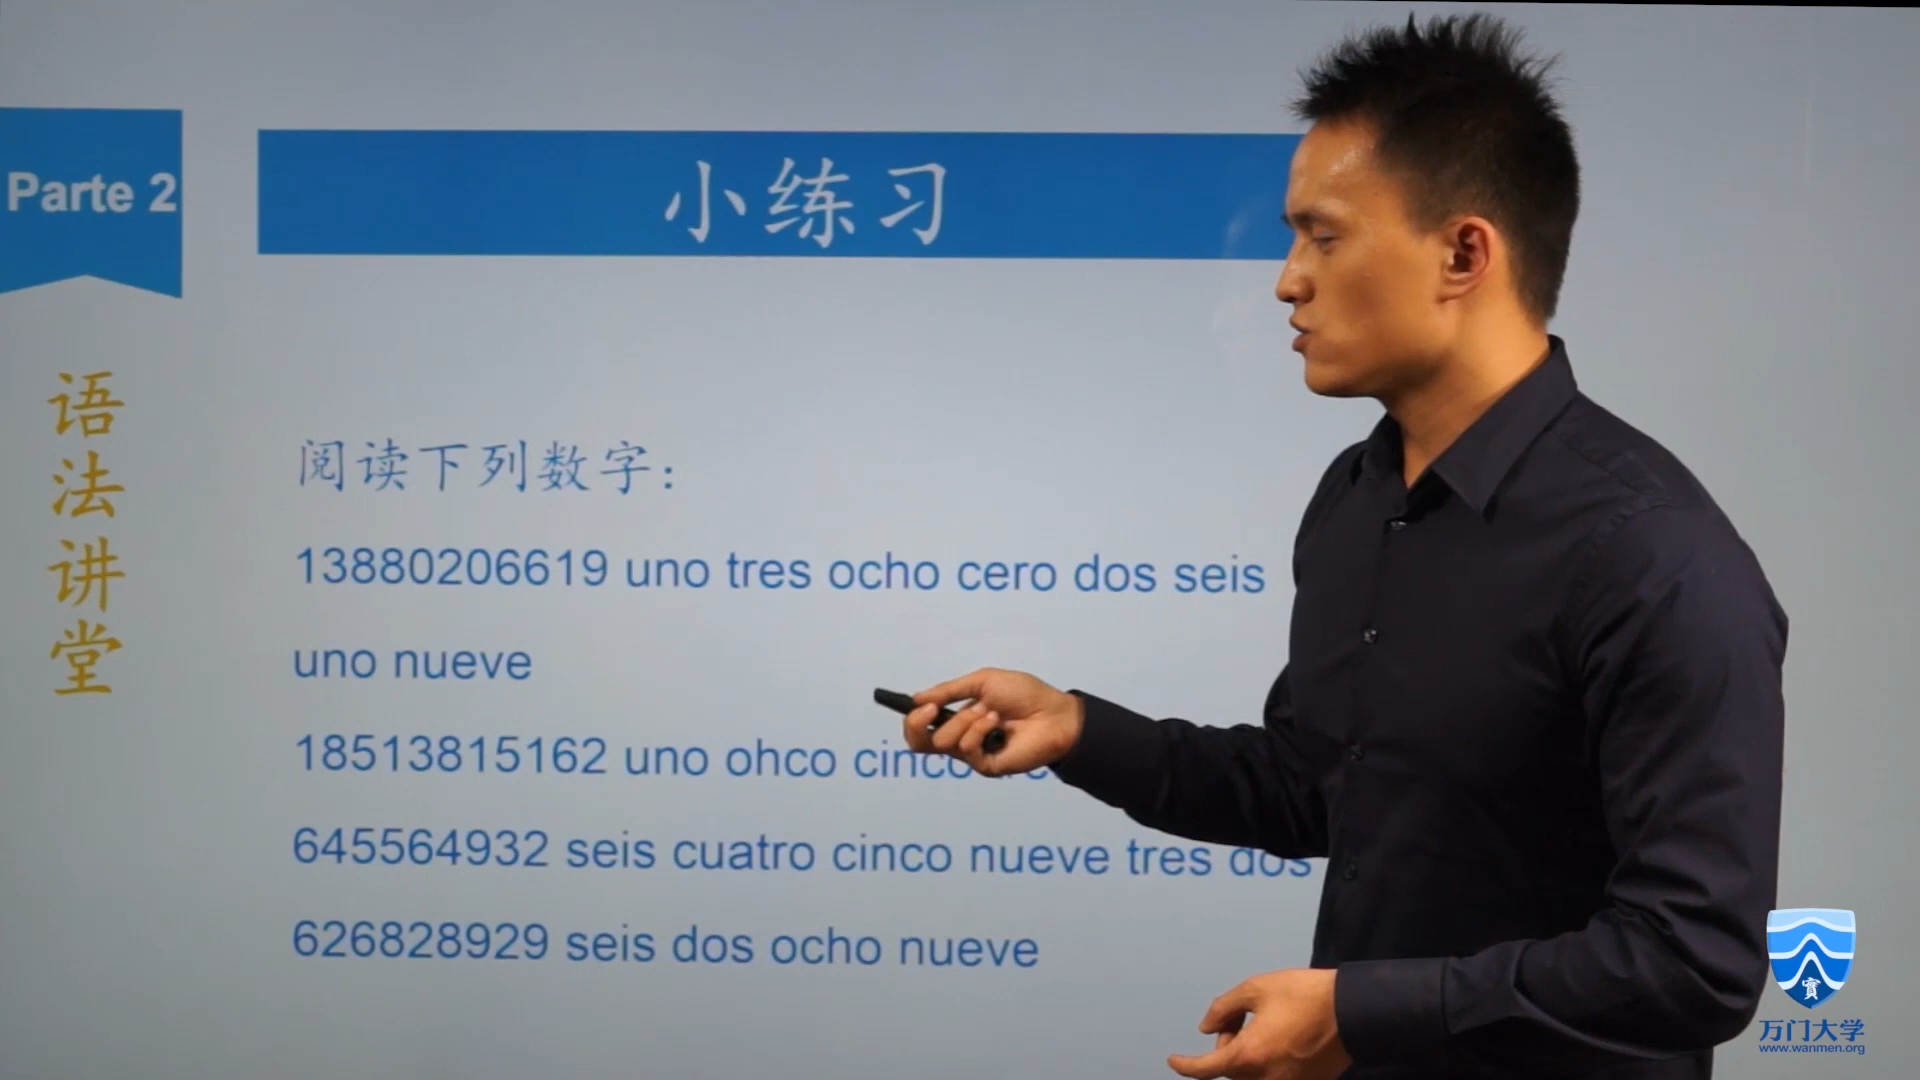 Parte 2
小练习
语法讲堂
阅读下列数字：
13880206619 uno tres ocho cero dos seis
uno nueve
18513815162 uno ohco cinco
645564932 seis cuatro cinco nueve tres dos
626828929 seis dos ocho nueve
實
万门大学
www.wanmen.org